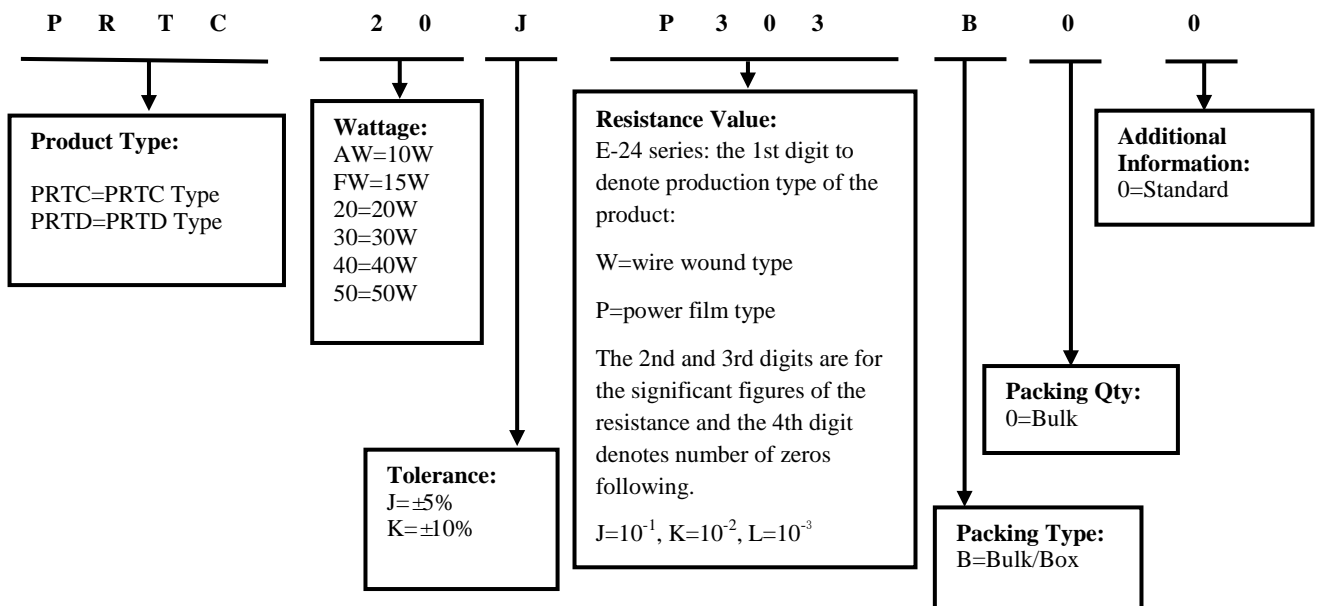 P R T C 2 0 J P 3 0 3 B 0 0
Product Type:
PRTC=PRTC Type
PRTD=PRTD Type
Wattage:
AW=10W
FW=15W
20=20W
30=30W
40=40W
50=50W
Tolerance:
J=±5%
K=±10%
Resistance Value:
E-24 series: the 1st digit to
denote production type of the
product:
W=wire wound type
P=power film type
The 2nd and 3rd digits are for
the significant figures of the
resistance and the 4th digit
denotes number of zeros
following.
J=10⁻¹, K=10⁻², L=10⁻³
Packing Type:
B=Bulk/Box
Packing Qty:
0=Bulk
Additional
Information:
0=Standard